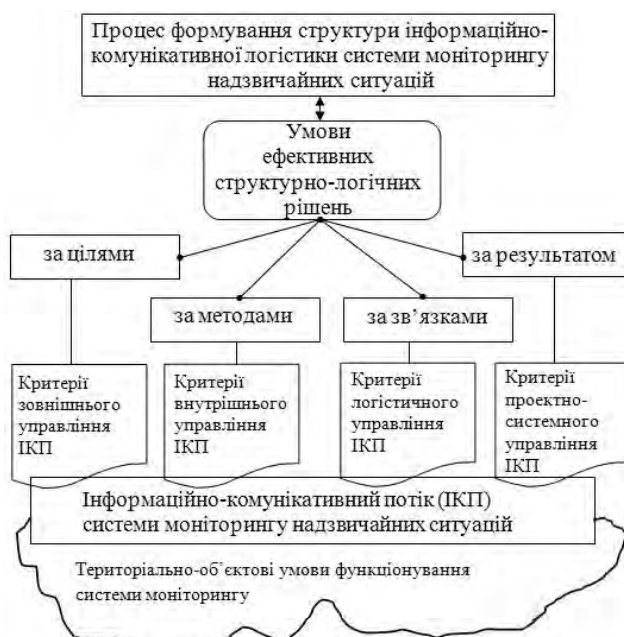 Процес формування структури інформаційно-
комунікативної логістики системи моніторингу
надзвичайних ситуацій
Умови
ефективних
структурно-логічних
рішень
за цілями
за результатом
за методами
за зв’язками
Критерії
зовнішнього
управління
ІКП
Критерії
внутрішнього
управління
ІКП
Критерії
логістичного
управління
ІКП
Критерії
проектно-
системного
управління
ІКП
Інформаційно-комунікативний потік (ІКП)
системи моніторингу надзвичайних ситуацій
Територіально-об’єктові умови функціонування
системи моніторингу